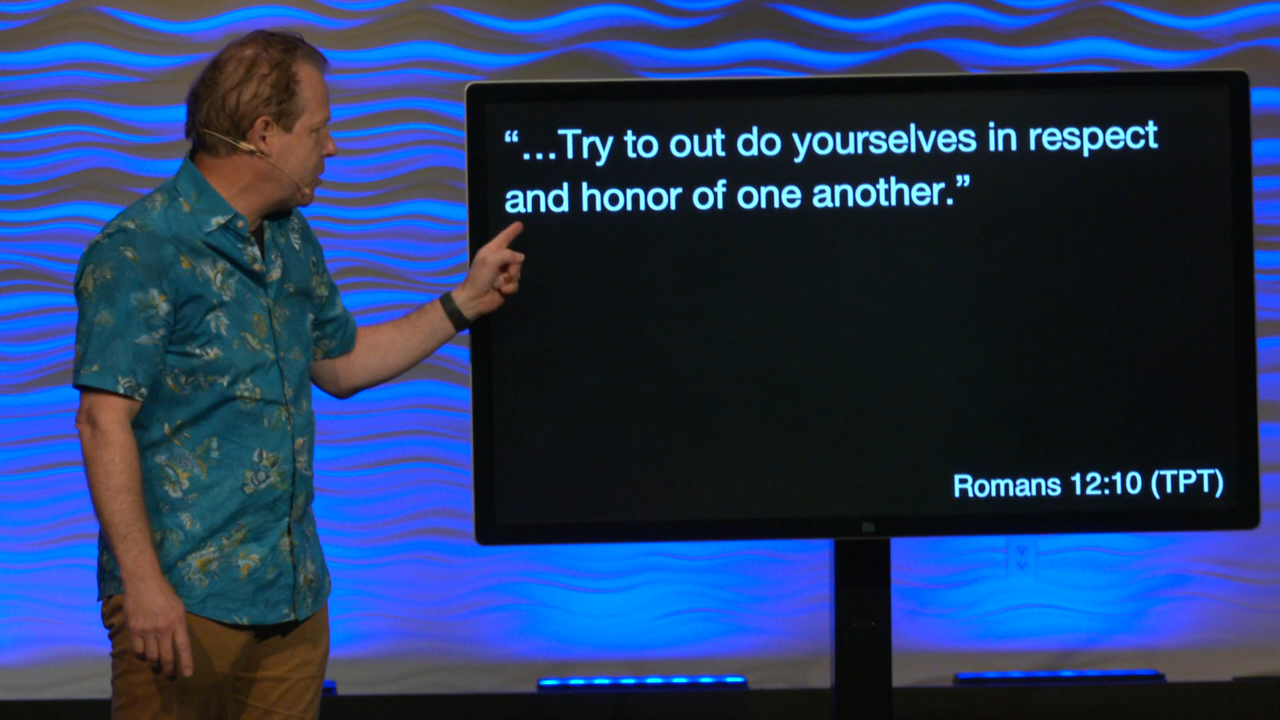 “...Try to out do yourselves in respect
and honor of one another.”
Romans 12:10 (TPT)